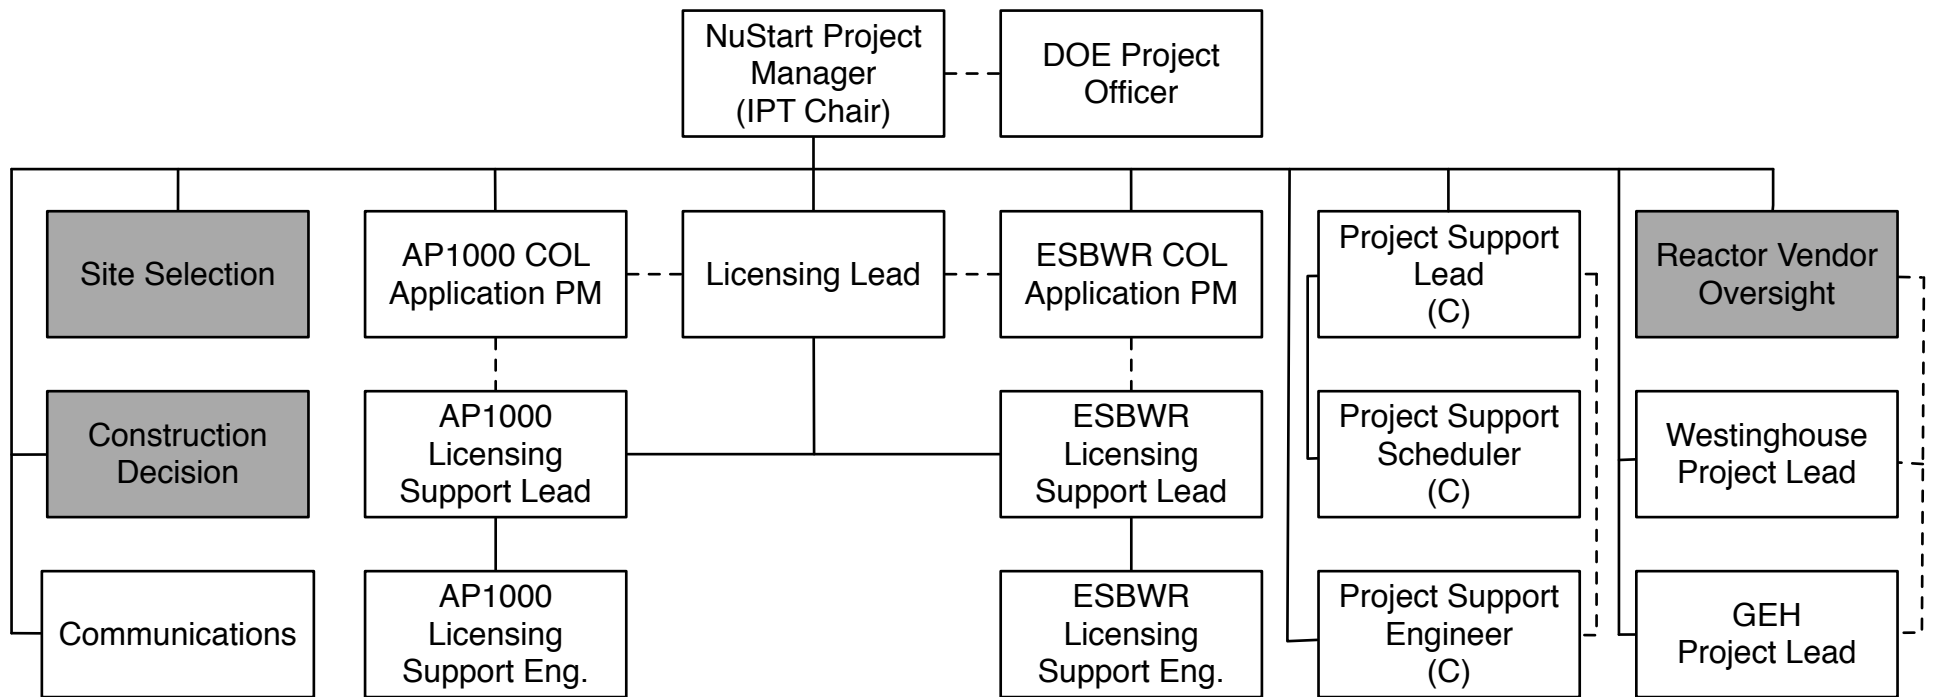 NuStart Project
Manager
(IPT Chair)
DOE Project
Officer
Site Selection
AP1000 COL
Application PM
Licensing Lead
ESBWR COL
Application PM
Project Support
Lead
(C)
Reactor Vendor
Oversight
Construction
Decision
AP1000
Licensing
Support Lead
ESBWR
Licensing
Support Lead
Project Support
Scheduler
(C)
Westinghouse
Project Lead
Communications
AP1000
Licensing
Support Eng.
ESBWR
Licensing
Support Eng.
Project Support
Engineer
(C)
GEH
Project Lead